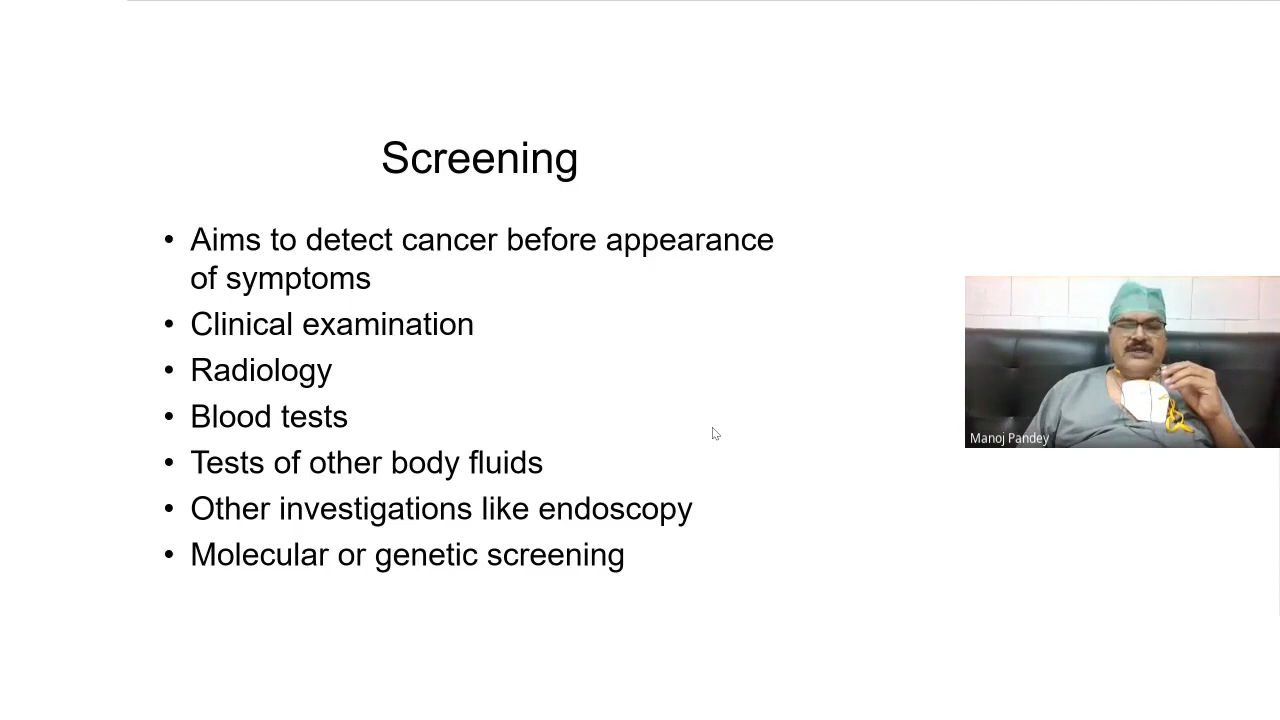 Screening
• Aims to detect cancer before appearance
of symptoms
• Clinical examination
• Radiology
• Blood tests
• Tests of other body fluids
• Other investigations like endoscopy
• Molecular or genetic screening
Manoj Pandey